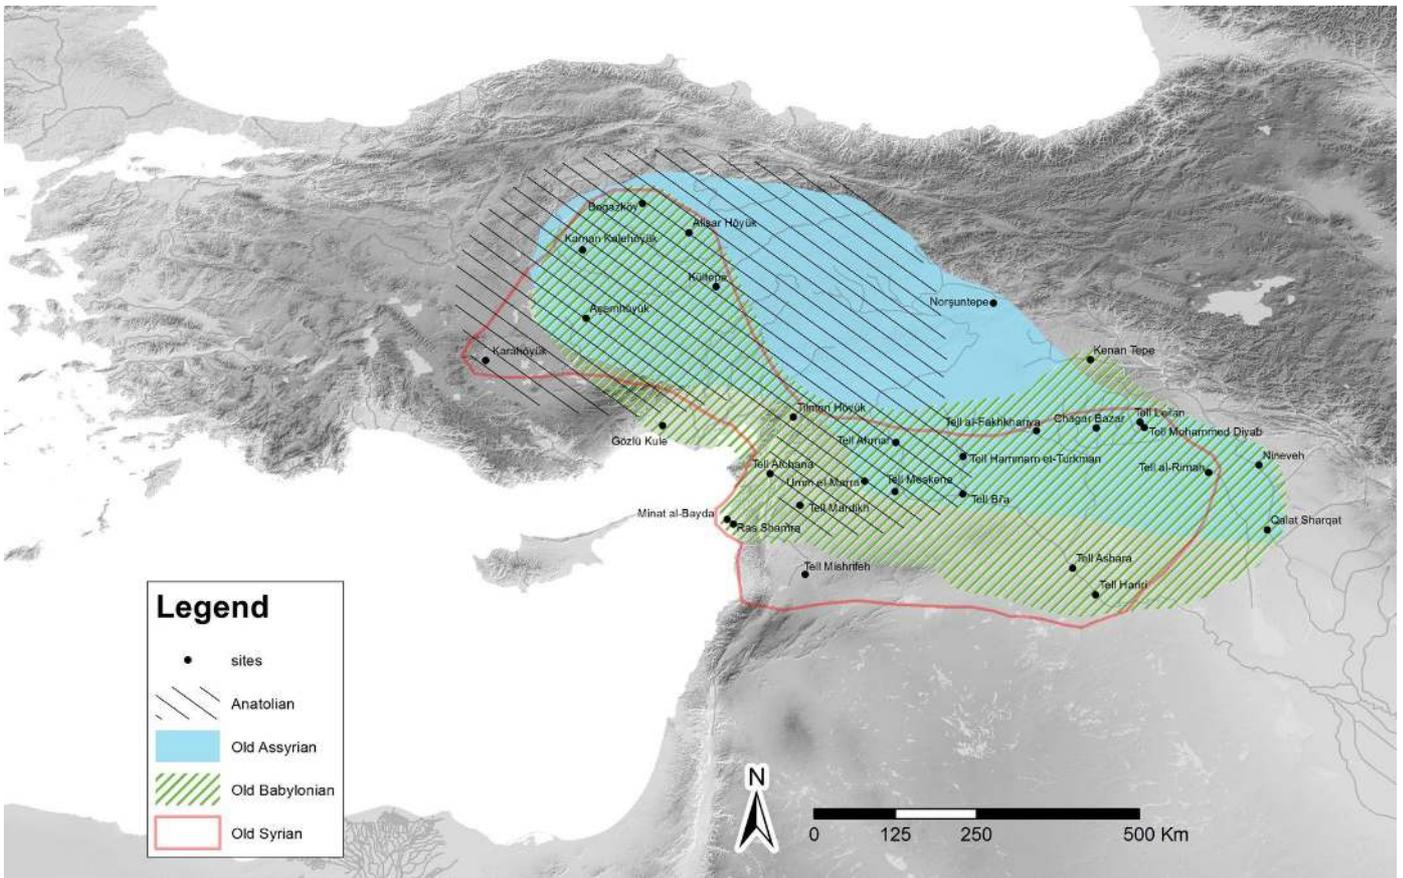 Bogazköy
Alişar Höyük
Kaman Kalehöyük
Kültepe
Norşuntepe
Açemhöyük
Karahöyük
Kenan Tepe
Tilmen Höyük
Tell Leilan
Tell al-Fakhkhariya
Chagar Bazar
Tell Mohammed Diyab
Gözlü Kule
Tell Ahmar
Tell Hammam et-Turkman
Nineveh
Tell Atchana
Tell al-Rimah
Umm el-Marra
Tell Meskene
Tell Bi'a
Tell Mardikh
Minat al-Bayda
Ras Shamra
Qalat Sharqat
Tell Mishrifeh
Tell Ashara
Tell Hariri
Legend
sites
Anatolian
Old Assyrian
Old Babylonian
Old Syrian
N
0 125 250 500 Km